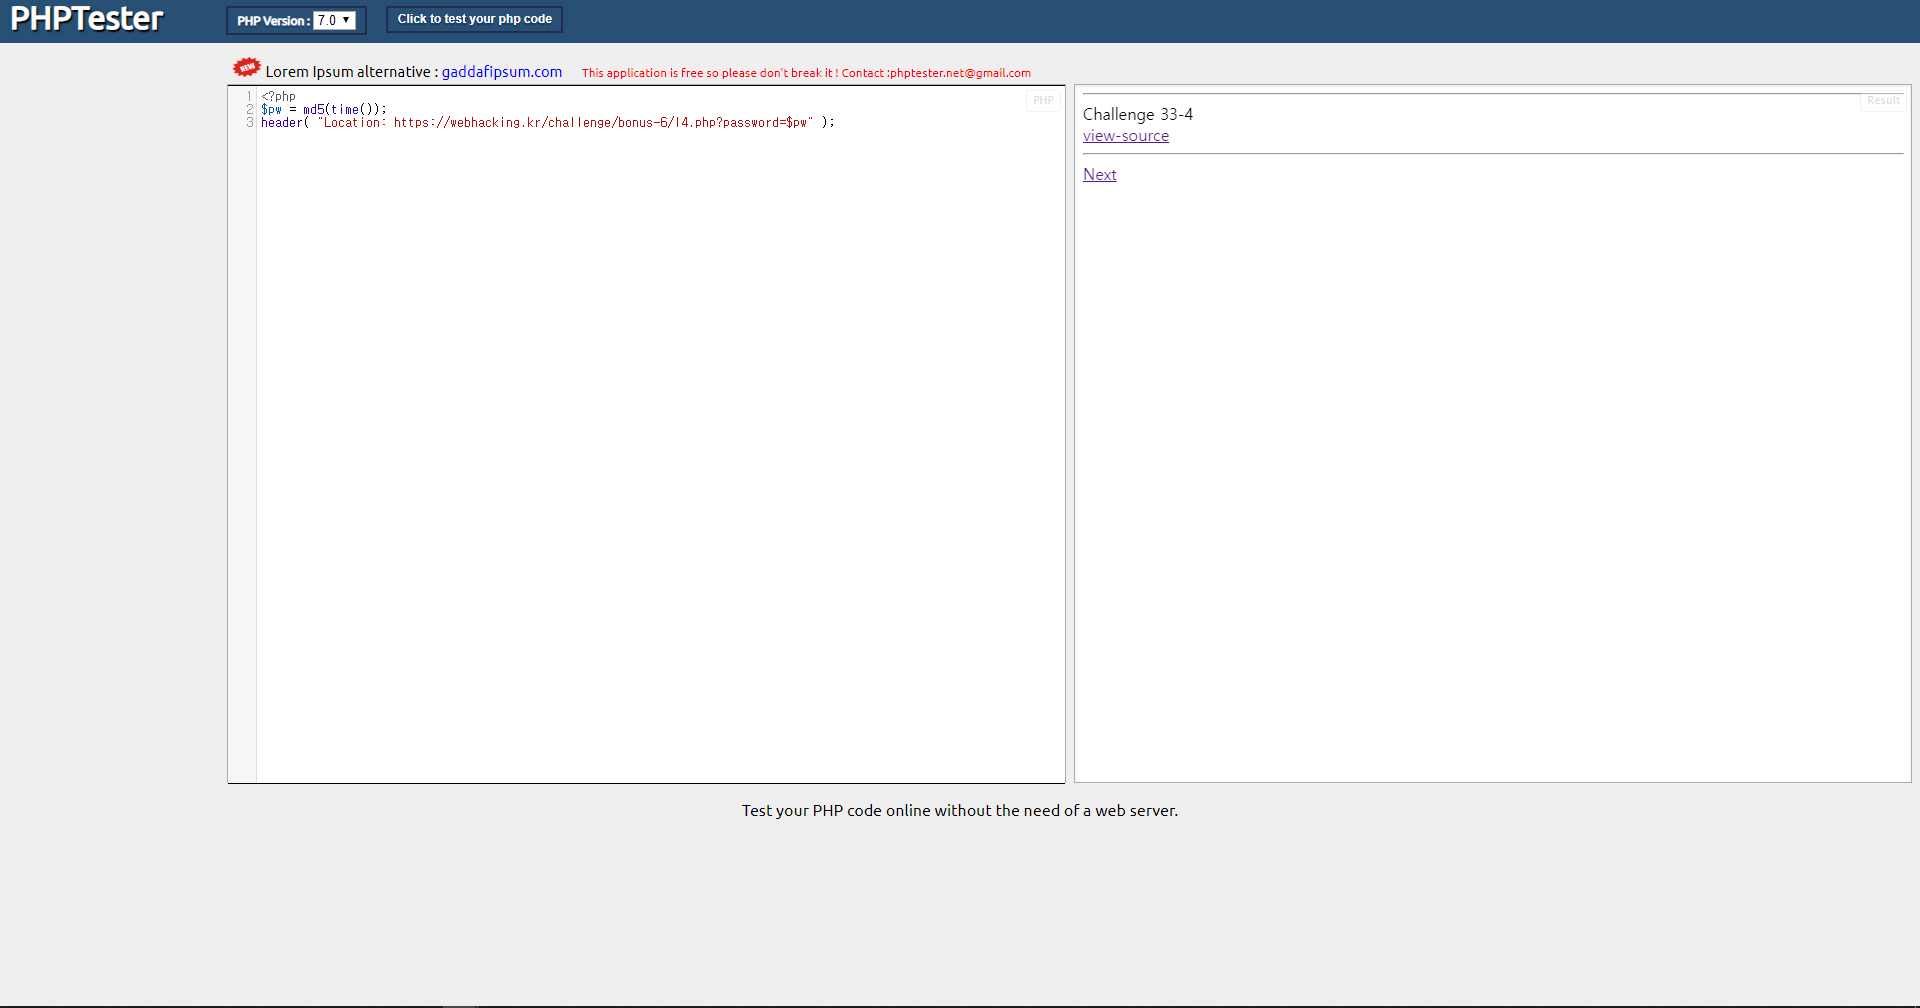 PHPTester
PHP Version : 7.0 ▼
Click to test your php code
NEW Lorem Ipsum alternative : gaddafipsum.com This application is free so please don't break it ! Contact :phptester.net@gmail.com
1 <?php
2 $pw = md5(time());
3 header( "Location: https://webhacking.kr/challenge/bonus-6/l4.php?password=$pw" );
PHP
Result
Challenge 33-4
view-source
Next
Test your PHP code online without the need of a web server.